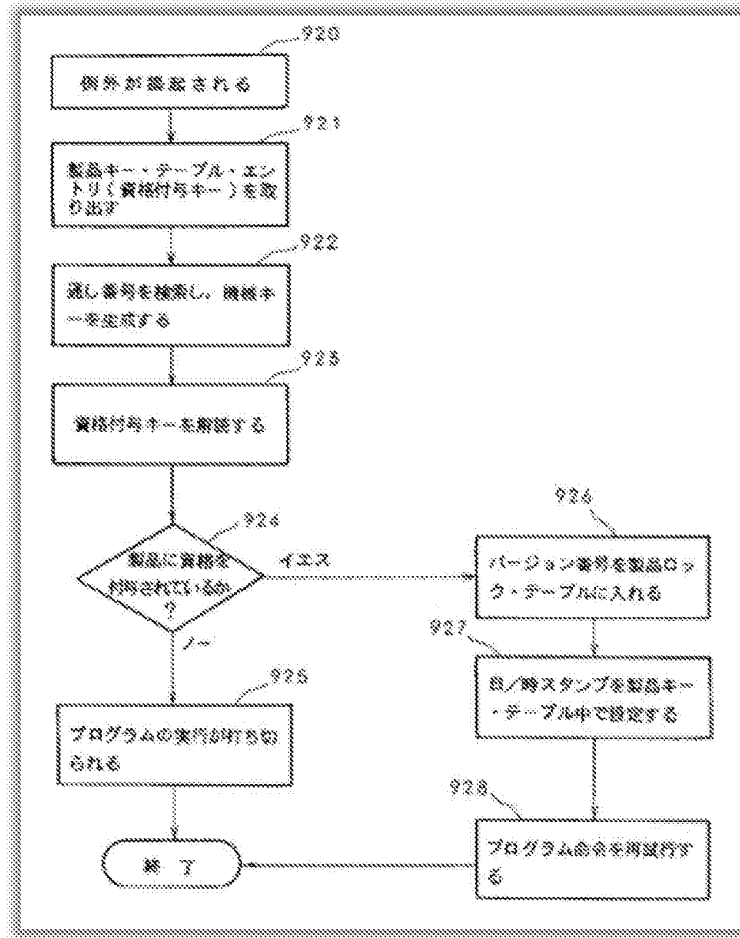 920
例外が喚起される
921
製品キー・テーブル・エン
トリ(資格付与キー)を取
り出す
922
通し番号を検索し、機械キ
ーを生成する
923
資格付与キーを解読する
924
製品に資格を
付与されているか
?
イエス
ノー
925
プログラムの実行が打ち切
られる
926
バージョン番号を製品ロッ
ク・テーブルに入れる
927
日/時スタンプを製品キー
・テーブル中で設定する
928
プログラム命令を再試行す
る
終了